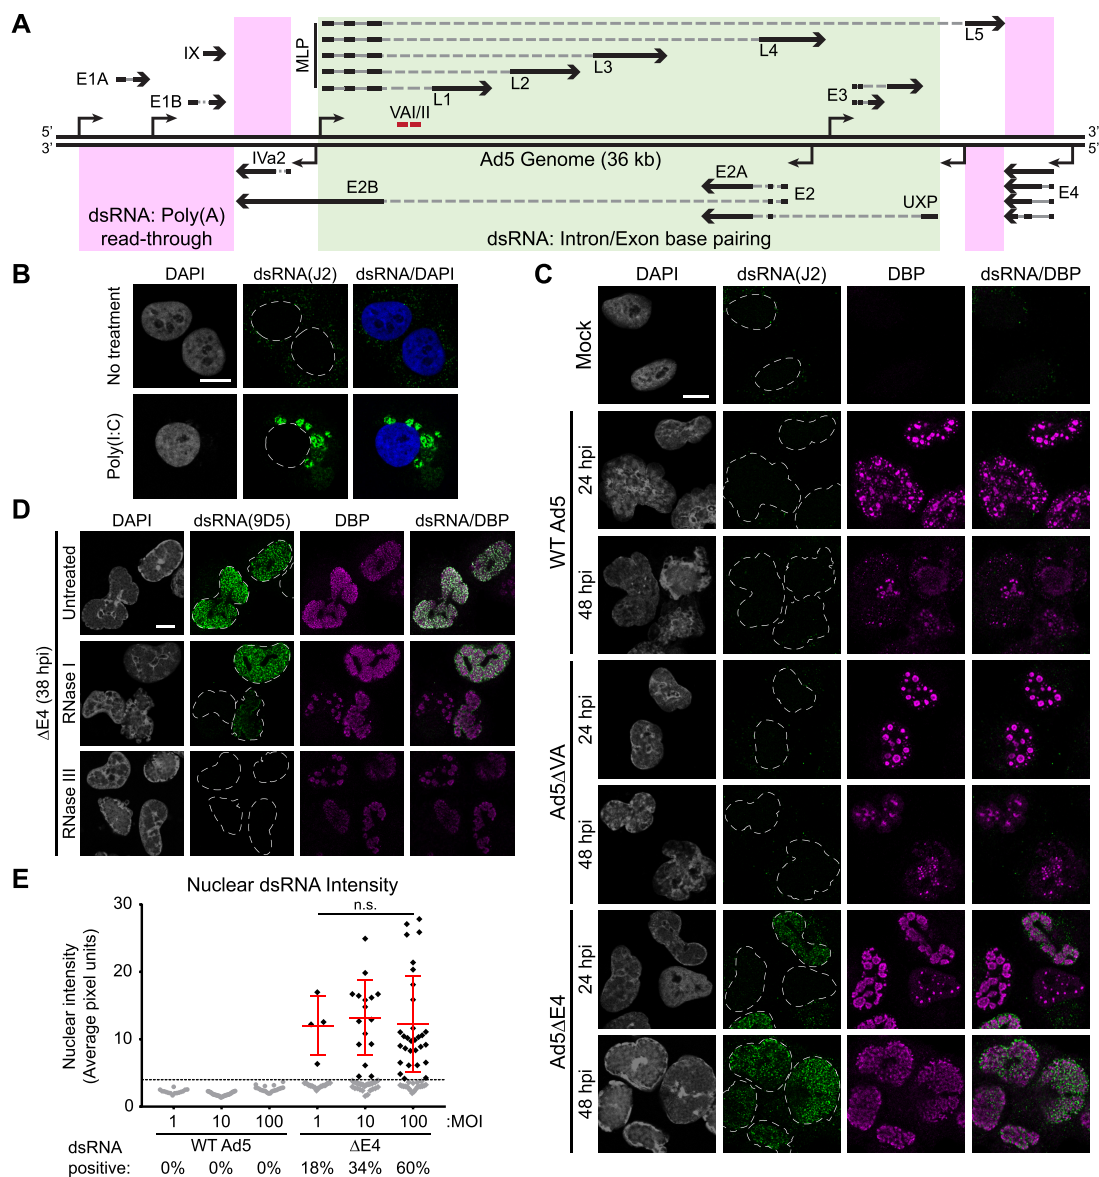 A
IX
E1A
E1B
MLP
L1
L2
L3
L4
L5
E3
VAI/II
5'
3'
3'
5'
IVa2
Ad5 Genome (36 kb)
E2B
E2A
E2
UXP
E4
dsRNA: Poly(A)
read-through
dsRNA: Intron/Exon base pairing
B
DAPI
dsRNA(J2)
dsRNA/DAPI
No treatment
Poly(I:C)
C
DAPI
dsRNA(J2)
DBP
dsRNA/DBP
Mock
WT Ad5
24 hpi
48 hpi
Ad5ΔVA
24 hpi
48 hpi
Ad5ΔE4
24 hpi
48 hpi
D
DAPI
dsRNA(9D5)
DBP
dsRNA/DBP
ΔE4 (38 hpi)
Untreated
RNase I
RNase III
E
Nuclear dsRNA Intensity
n.s.
Nuclear intensity
(Average pixel units)
30
20
10
0
1 10 100 1 10 100 :MOI
WT Ad5 ΔE4
dsRNA
positive: 0% 0% 0% 18% 34% 60%